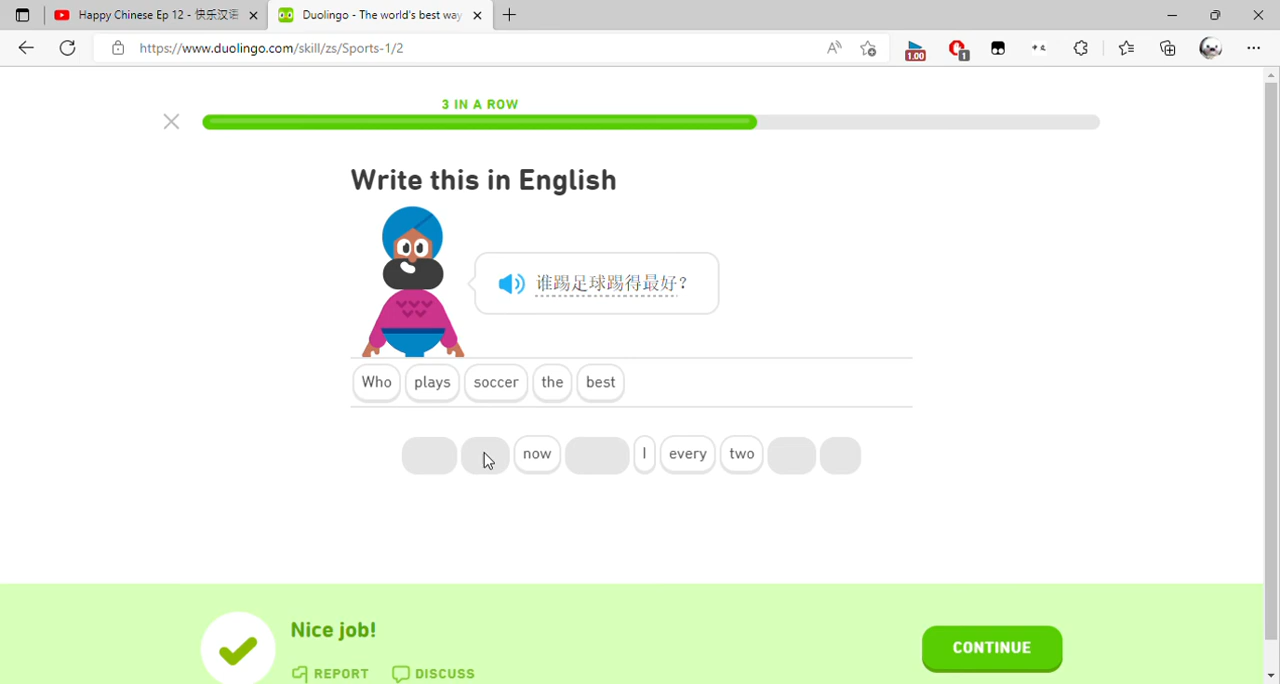 Happy Chinese Ep 12 - 快乐汉语
Duolingo - The world's best way
https://www.duolingo.com/skill/zs/Sports-1/2
1.00
1
3 IN A ROW
Write this in English
谁踢足球踢得最好?
Who plays soccer the best
now I every two
Nice job!
REPORT DISCUSS
CONTINUE